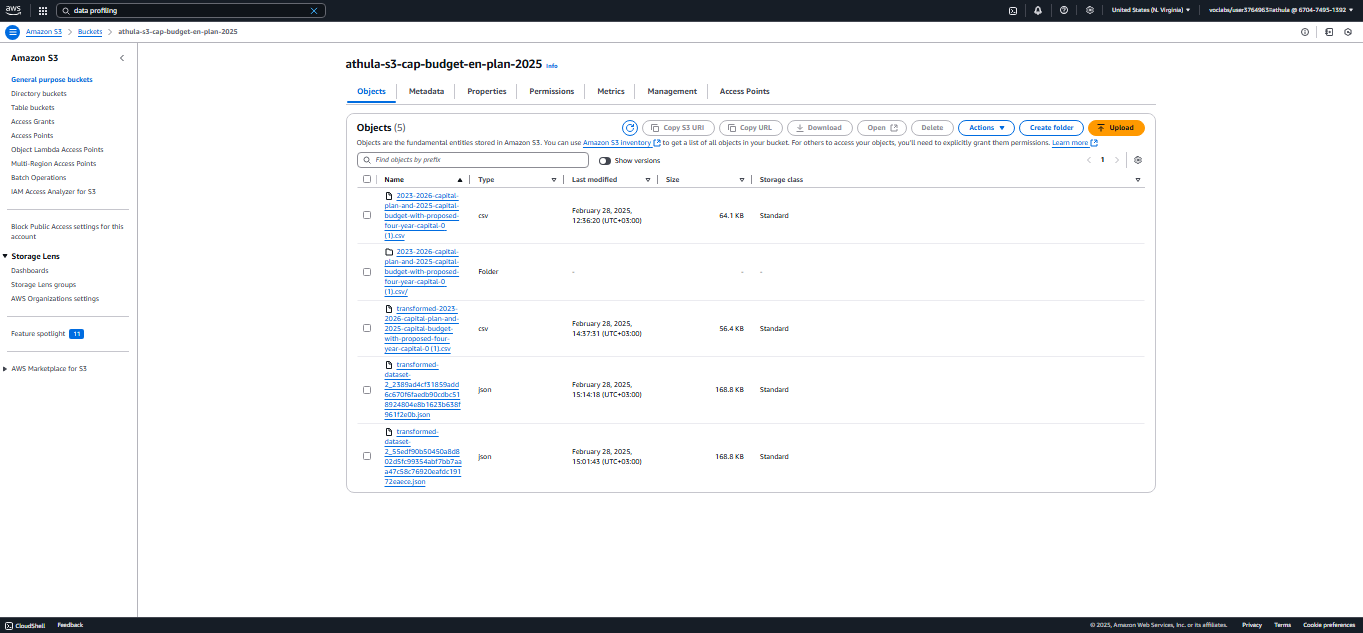 aws
data profiling
United States (N. Virginia)
voclabs/user3764963=athula @ 6704-7495-1392
Amazon S3 > Buckets > athula-s3-cap-budget-en-plan-2025
Amazon S3
General purpose buckets
Directory buckets
Table buckets
Access Grants
Access Points
Object Lambda Access Points
Multi-Region Access Points
Batch Operations
IAM Access Analyzer for S3
Block Public Access settings for this
account
Storage Lens
Dashboards
Storage Lens groups
AWS Organizations settings
Feature spotlight 11
AWS Marketplace for S3
athula-s3-cap-budget-en-plan-2025 Info
Objects Metadata Properties Permissions Metrics Management Access Points
Objects (5)
Copy S3 URI Copy URL Download Open Delete Actions Create folder Upload
Objects are the fundamental entities stored in Amazon S3. You can use Amazon S3 inventory to get a list of all objects in your bucket. For others to access your objects, you'll need to explicitly grant them permissions. Learn more
Find objects by prefix
Show versions
1
Name Type Last modified Size Storage class
2023-2026-capital-
plan-and-2025-capital-
budget-with-proposed-
four-year-capital-0
(1).csv
csv
February 28, 2025,
12:36:20 (UTC+03:00)
64.1 KB
Standard
2023-2026-capital-
plan-and-2025-capital-
budget-with-proposed-
four-year-capital-0
(1).csv/
Folder
-
-
-
transformed-2023-
2026-capital-plan-and-
2025-capital-budget-
with-proposed-four-
year-capital-0 (1).csv
csv
February 28, 2025,
14:37:31 (UTC+03:00)
56.4 KB
Standard
transformed-
dataset-
2_2389ad4cf31859add
6c670f6faedb90cdbc51
8924804e8b1623b638f
961f2e0b.json
json
February 28, 2025,
15:14:18 (UTC+03:00)
168.8 KB
Standard
transformed-
dataset-
2_55edf90b50450a8d8
02d5fc99354abf7bb7aa
a47c58c76920eafdc191
72eaece.json
json
February 28, 2025,
15:01:43 (UTC+03:00)
168.8 KB
Standard
CloudShell Feedback
© 2025, Amazon Web Services, Inc. or its affiliates. Privacy Terms Cookie preferences